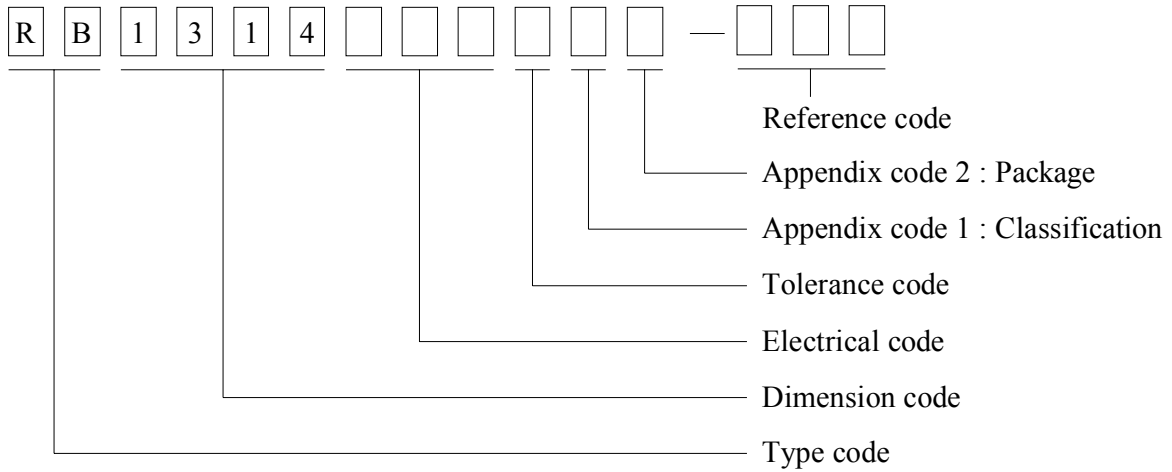 R B 1 3 1 4 —
Reference code
Appendix code 2 : Package
Appendix code 1 : Classification
Tolerance code
Electrical code
Dimension code
Type code